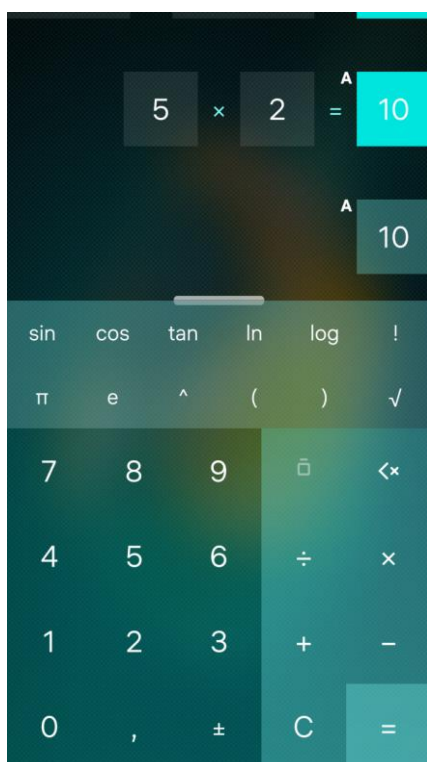 A
5 × 2 = 10
A
10
sin cos tan ln log !
π e ^ ( ) √
7 8 9
4 5 6 ÷ ×
1 2 3 + −
0 , ± C =